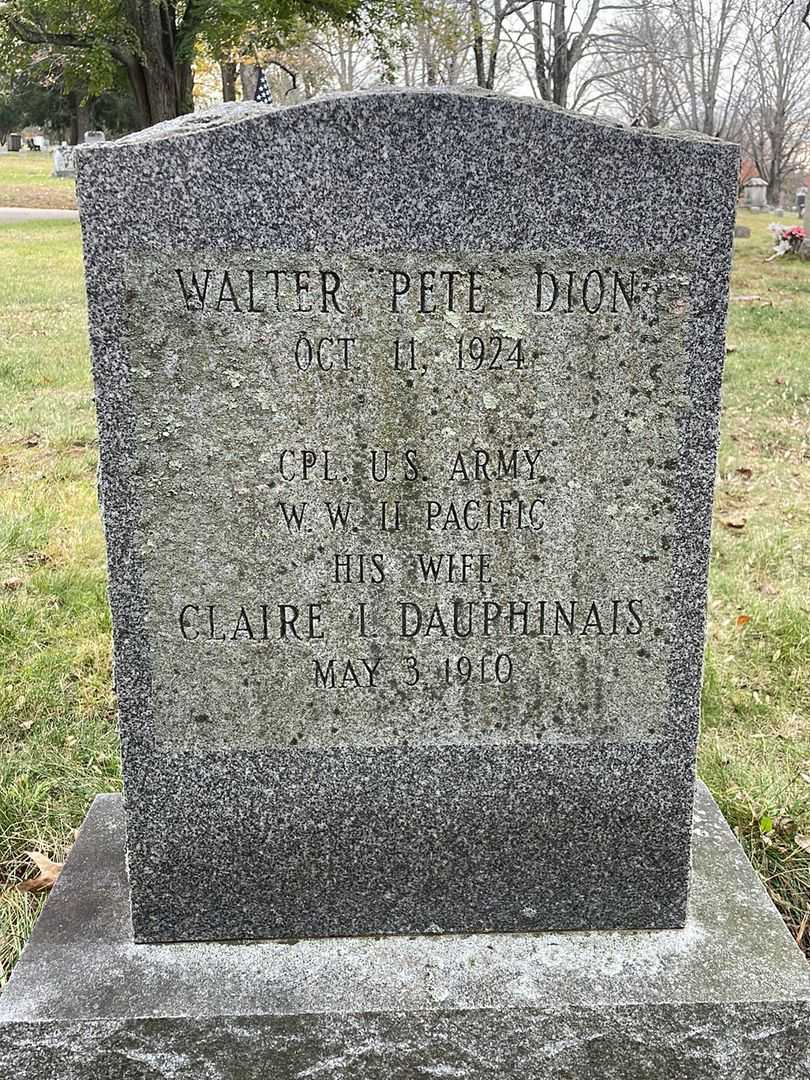 WALTER "PETE" DION
OCT. 11, 1924
CPL. U.S. ARMY
W. W. II PACIFIC
HIS WIFE
CLAIRE I. DAUPHINAIS
MAY 3 1910